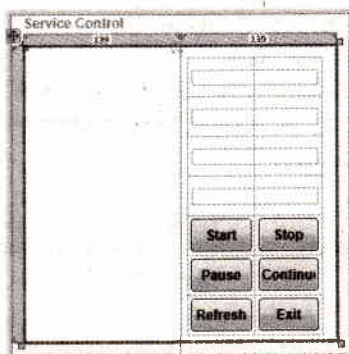 Service Control
139 139
Start Stop
Pause Continu
Refresh Exit